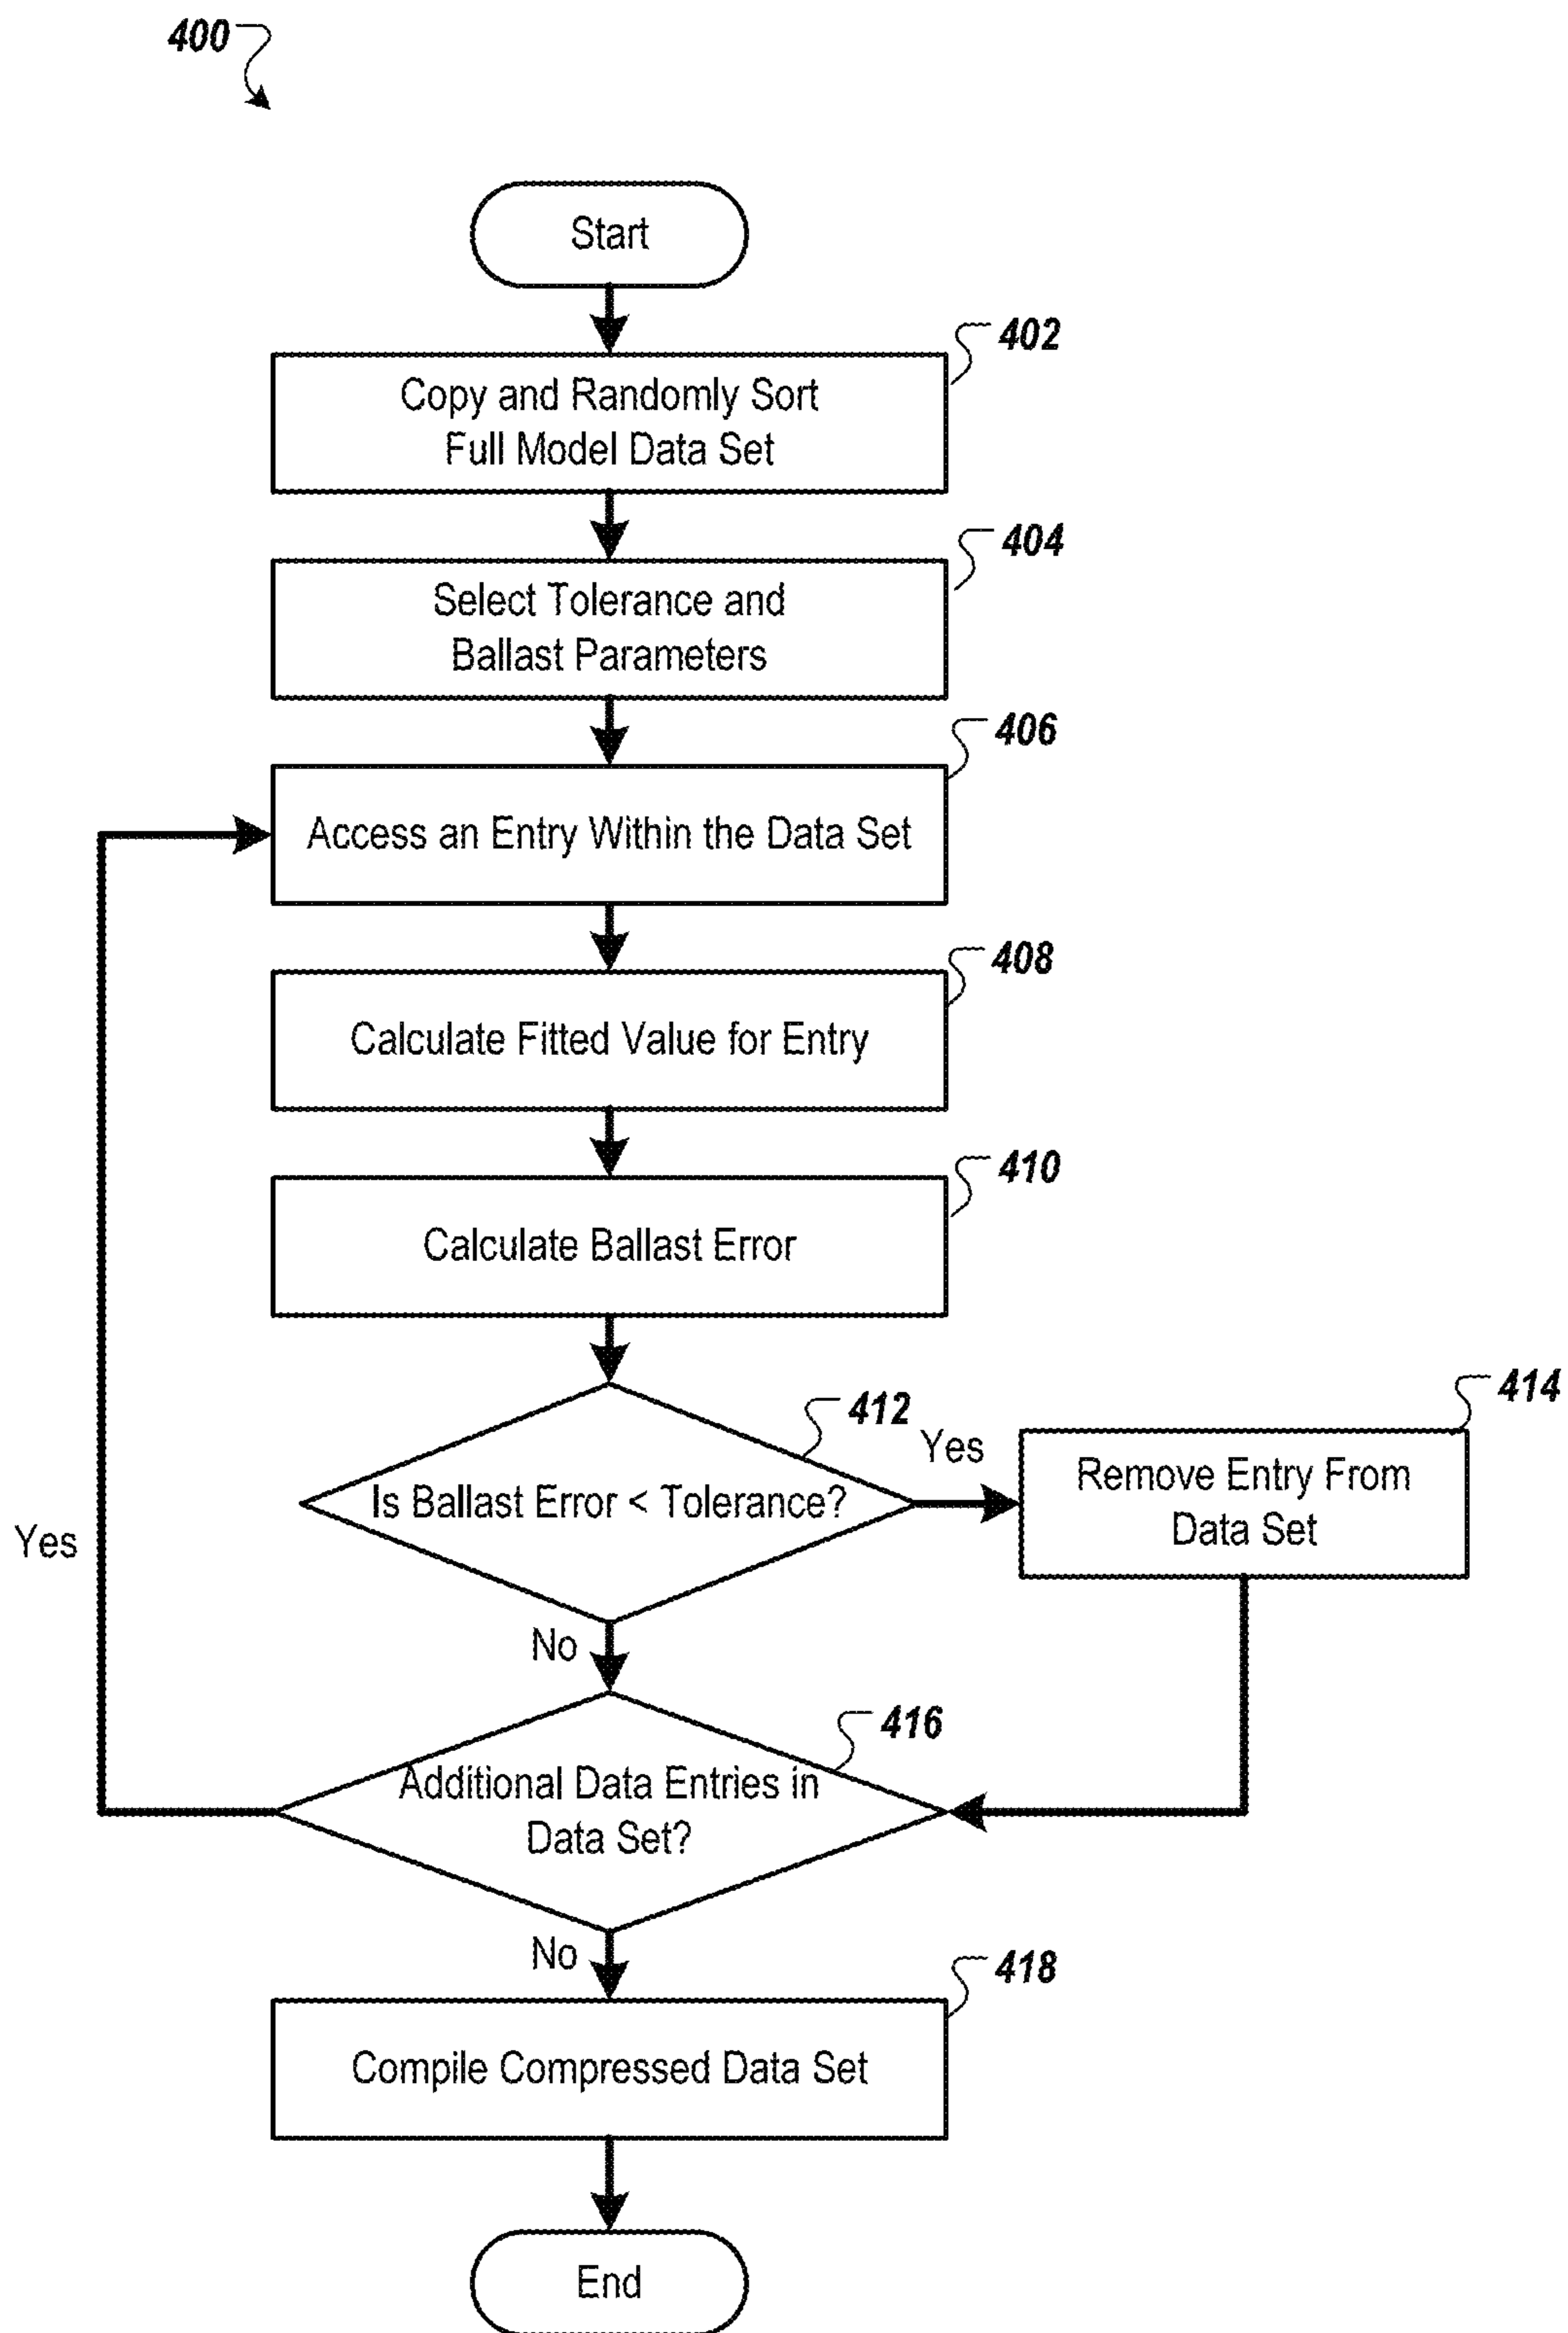 400
Start
402
Copy and Randomly Sort
Full Model Data Set
404
Select Tolerance and
Ballast Parameters
406
Access an Entry Within the Data Set
408
Calculate Fitted Value for Entry
410
Calculate Ballast Error
412
Is Ballast Error < Tolerance?
Yes
414
Remove Entry From
Data Set
Yes
No
416
Additional Data Entries in
Data Set?
No
418
Compile Compressed Data Set
End